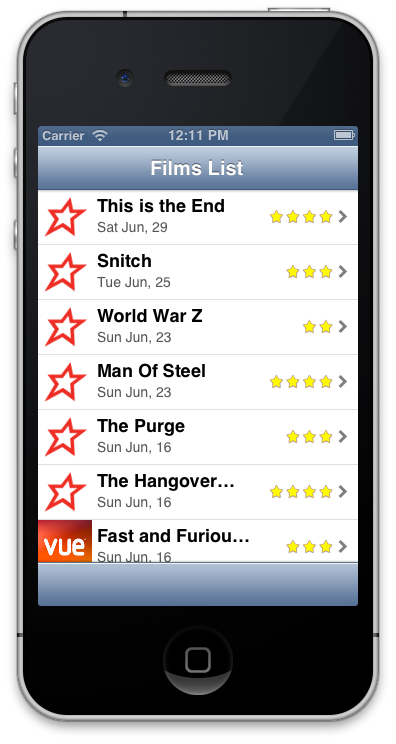 Carrier 12:11 PM
Films List
This is the End
Sat Jun, 29
Snitch
Tue Jun, 25
World War Z
Sun Jun, 23
Man Of Steel
Sun Jun, 23
The Purge
Sun Jun, 16
The Hangover…
Sun Jun, 16
vue
Fast and Furiou…
Sun Jun, 16